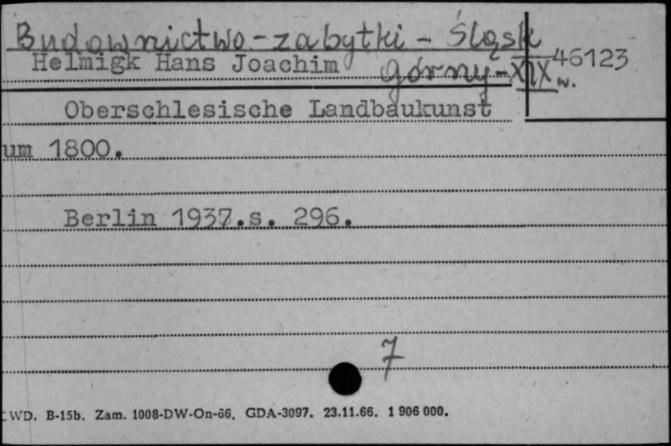 Budownictwo - zabytki - Śląsk
Helmigk Hans Joachim Górny - XIX w. 46123
Oberschlesische Landbaukunst
um 1800.
Berlin 1937.s. 296.
7
CWD. B-15b. Zam. 1008-DW-On-66. GDA-3097. 23.11.66. 1 906 000.